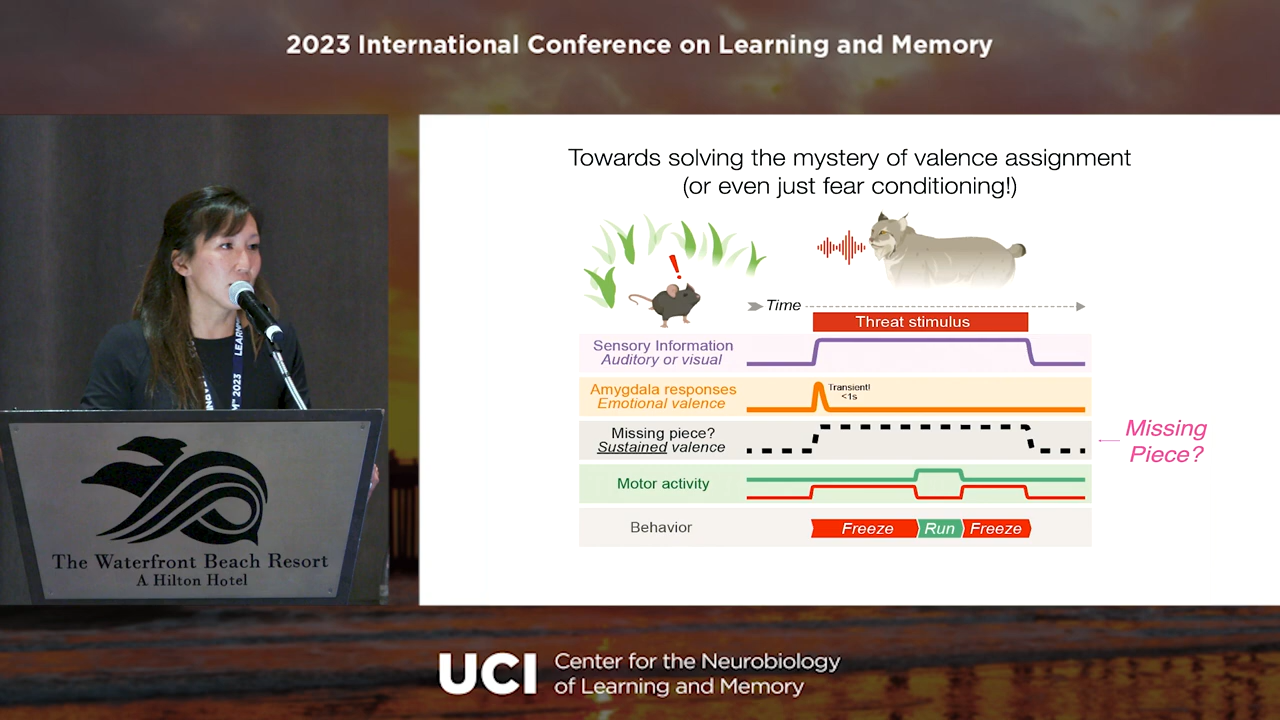 2023 International Conference on Learning and Memory
Towards solving the mystery of valence assignment
(or even just fear conditioning!)
!
Time
Threat stimulus
Sensory Information
Auditory or visual
Amygdala responses
Emotional valence
Transient!
<1s
Missing piece?
Sustained valence
Missing
Piece?
Motor activity
Behavior
Freeze
Run
Freeze
The Waterfront Beach Resort
A Hilton Hotel
UCI
Center for the Neurobiology
of Learning and Memory